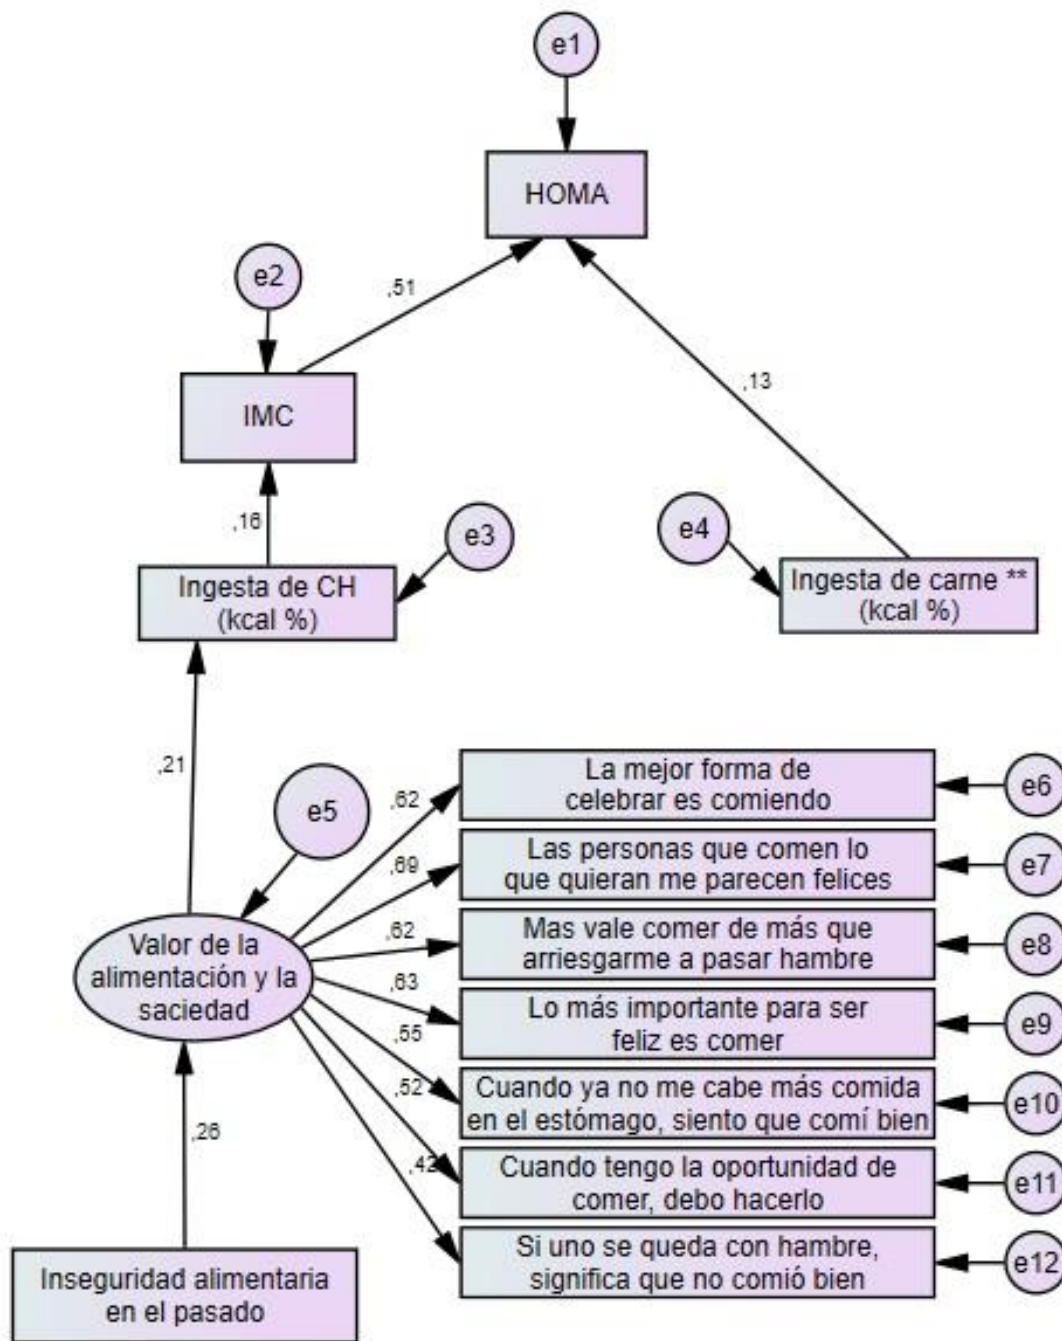 e1
HOMA
e2
,51
IMC
,13
,16
e3
e4
Ingesta de CH
(kcal %)
Ingesta de carne **
(kcal %)
,21
e5
,62
La mejor forma de
celebrar es comiendo
e6
,69
Las personas que comen lo
que quieran me parecen felices
e7
,62
Mas vale comer de más que
arriesgarme a pasar hambre
e8
Valor de la
alimentación y la
saciedad
,63
Lo más importante para ser
feliz es comer
e9
,55
Cuando ya no me cabe más comida
en el estómago, siento que comí bien
e10
,52
Cuando tengo la oportunidad de
comer, debo hacerlo
e11
,42
Si uno se queda con hambre,
significa que no comió bien
e12
,26
Inseguridad alimentaria
en el pasado